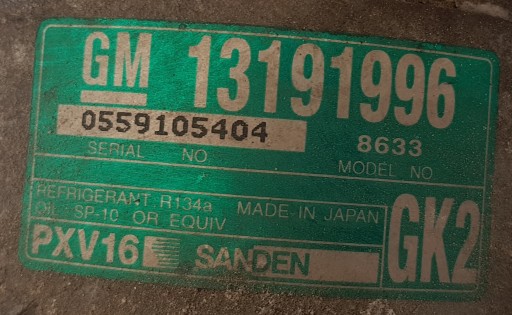 GM 13191996
0559105404 8633
SERIAL NO MODEL NO
REFRIGERANT R134a MADE IN JAPAN
OIL SP-10 OR EQUIV
PXV16 SANDEN GK2